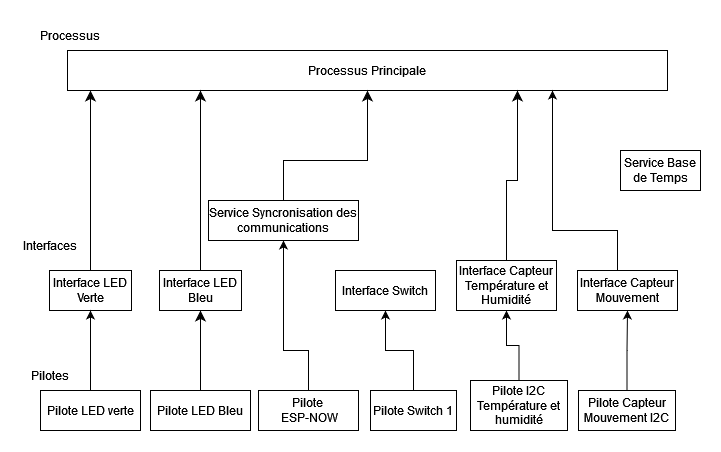 Processus
Processus Principale
Service Base
de Temps
Service Syncronisation des
communications
Interfaces
Interface LED
Verte
Interface LED
Bleu
Interface Switch
Interface Capteur
Température et
Humidité
Interface Capteur
Mouvement
Pilotes
Pilote LED verte
Pilote LED Bleu
Pilote
ESP-NOW
Pilote Switch 1
Pilote I2C
Température et
humidité
Pilote Capteur
Mouvement I2C